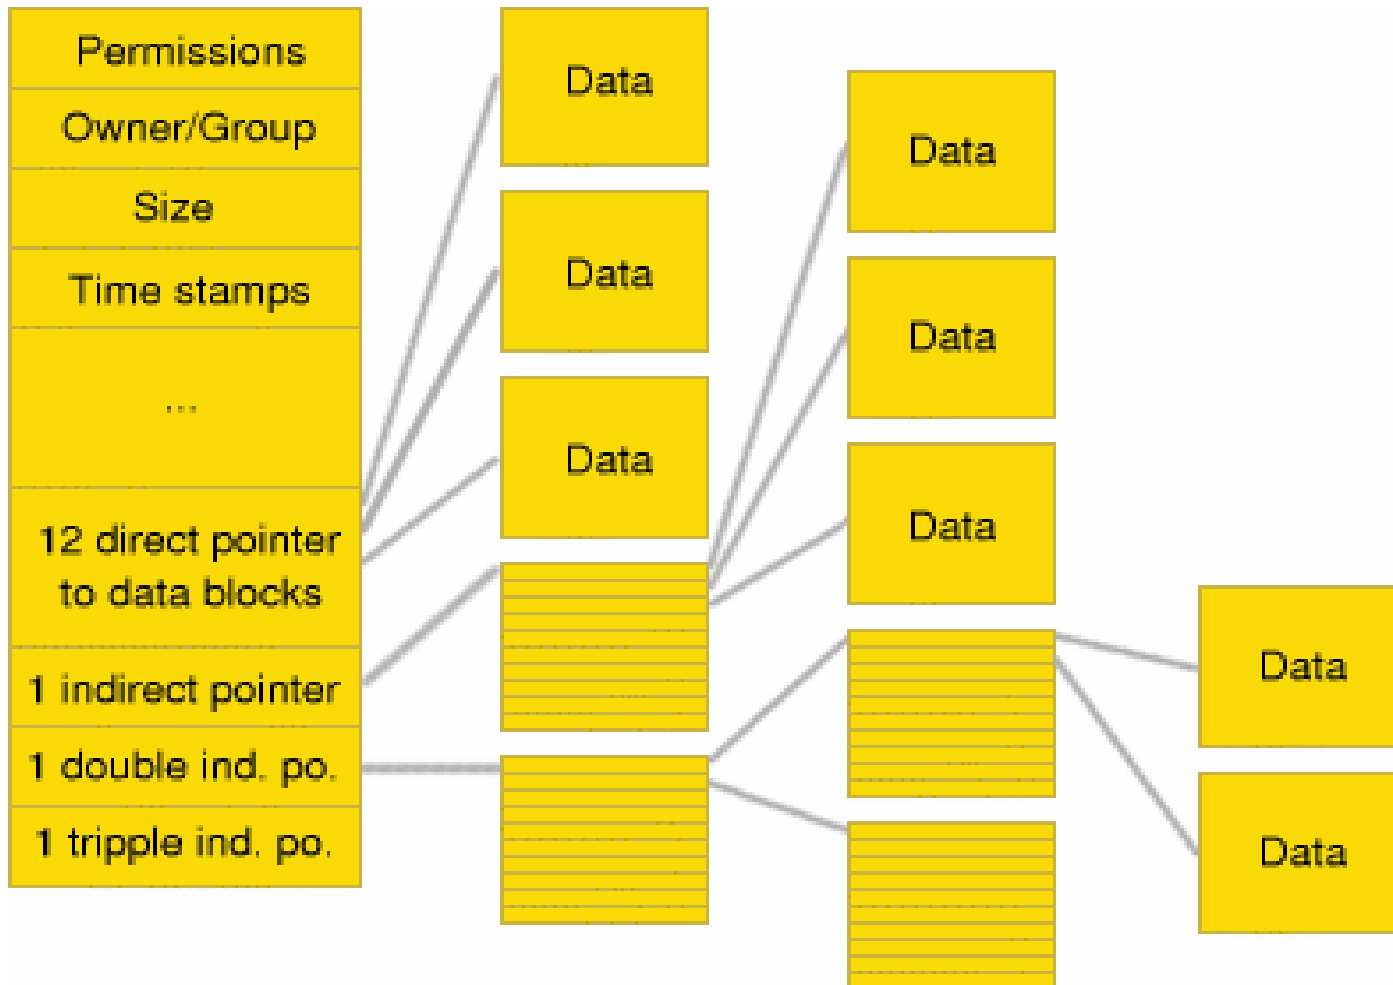 Permissions
Owner/Group
Size
Time stamps
...
12 direct pointer
to data blocks
1 indirect pointer
1 double ind. po.
1 tripple ind. po.
Data
Data
Data
Data
Data
Data
Data
Data